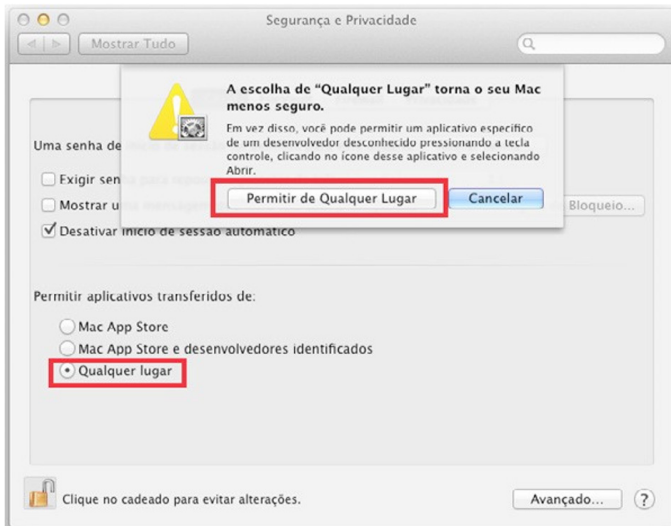 Segurança e Privacidade
Mostrar Tudo
A escolha de “Qualquer Lugar” torna o seu Mac
menos seguro.
Em vez disso, você pode permitir um aplicativo específico
de um desenvolvedor desconhecido pressionando a tecla
controle, clicando no ícone desse aplicativo e selecionando
Abrir.
Permitir de Qualquer Lugar
Cancelar
Uma senha de
Exigir sen
Mostrar u
Bloqueio...
Desativar início de sessão automático
Permitir aplicativos transferidos de:
Mac App Store
Mac App Store e desenvolvedores identificados
Qualquer lugar
Clique no cadeado para evitar alterações.
Avançado...
?